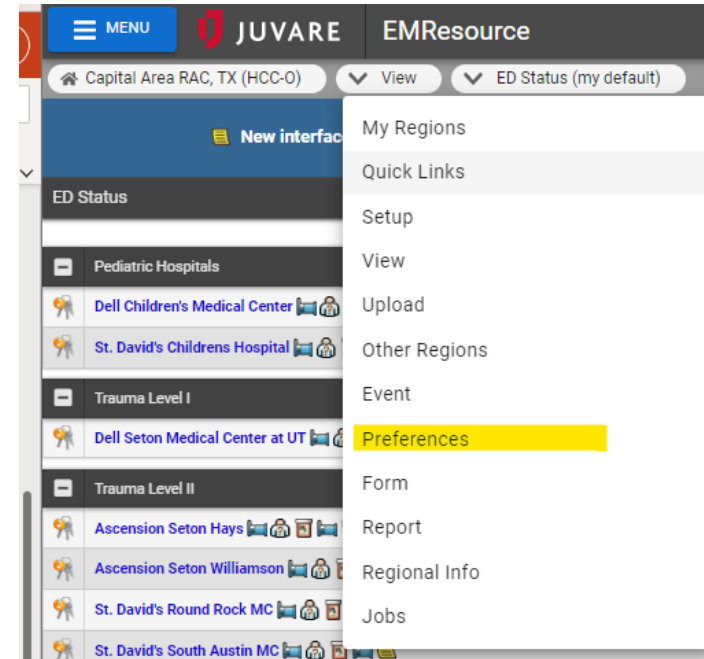 MENU
JUVARE
EMResource
Capital Area RAC, TX (HCC-O)
View
ED Status (my default)
New interfac
ED Status
Pediatric Hospitals
Dell Children's Medical Center
St. David's Childrens Hospital
Trauma Level I
Dell Seton Medical Center at UT
Trauma Level II
Ascension Seton Hays
Ascension Seton Williamson
St. David's Round Rock MC
St. David's South Austin MC
My Regions
Quick Links
Setup
View
Upload
Other Regions
Event
Preferences
Form
Report
Regional Info
Jobs